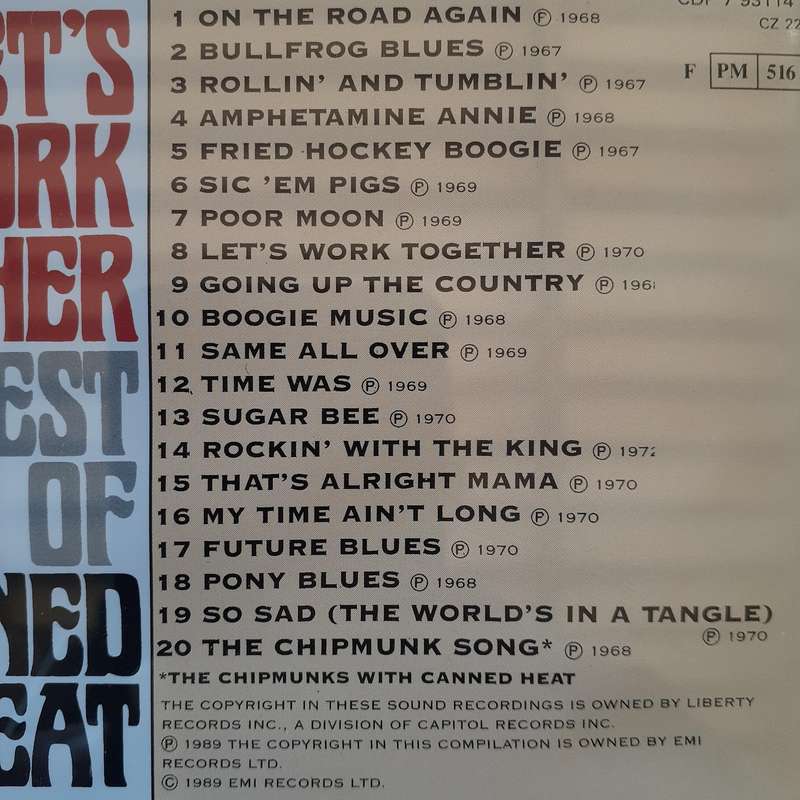 ET'S
ORK
HER
EST
OF
NED
EAT
CDP 7 93114
CZ 22
F PM 516
1 ON THE ROAD AGAIN Ⓕ 1968
2 BULLFROG BLUES Ⓟ 1967
3 ROLLIN' AND TUMBLIN' Ⓟ 1967
4 AMPHETAMINE ANNIE Ⓟ 1968
5 FRIED HOCKEY BOOGIE Ⓟ 1967
6 SIC 'EM PIGS Ⓟ 1969
7 POOR MOON Ⓟ 1969
8 LET'S WORK TOGETHER Ⓟ 1970
9 GOING UP THE COUNTRY Ⓟ
10 BOOGIE MUSIC Ⓟ 1968
11 SAME ALL OVER Ⓟ 1969
12 TIME WAS Ⓟ 1969
13 SUGAR BEE Ⓟ 1970
14 ROCKIN' WITH THE KING Ⓟ 1972
15 THAT'S ALRIGHT MAMA Ⓟ 1970
16 MY TIME AIN'T LONG Ⓟ 1970
17 FUTURE BLUES Ⓟ 1970
18 PONY BLUES Ⓟ 1968
19 SO SAD (THE WORLD'S IN A TANGLE)
Ⓟ 1970
20 THE CHIPMUNK SONG* Ⓟ 1968
*THE CHIPMUNKS WITH CANNED HEAT
THE COPYRIGHT IN THESE SOUND RECORDINGS IS OWNED BY LIBERTY
RECORDS INC., A DIVISION OF CAPITOL RECORDS INC.
Ⓟ 1989 THE COPYRIGHT IN THIS COMPILATION IS OWNED BY EMI
RECORDS LTD.
© 1989 EMI RECORDS LTD.